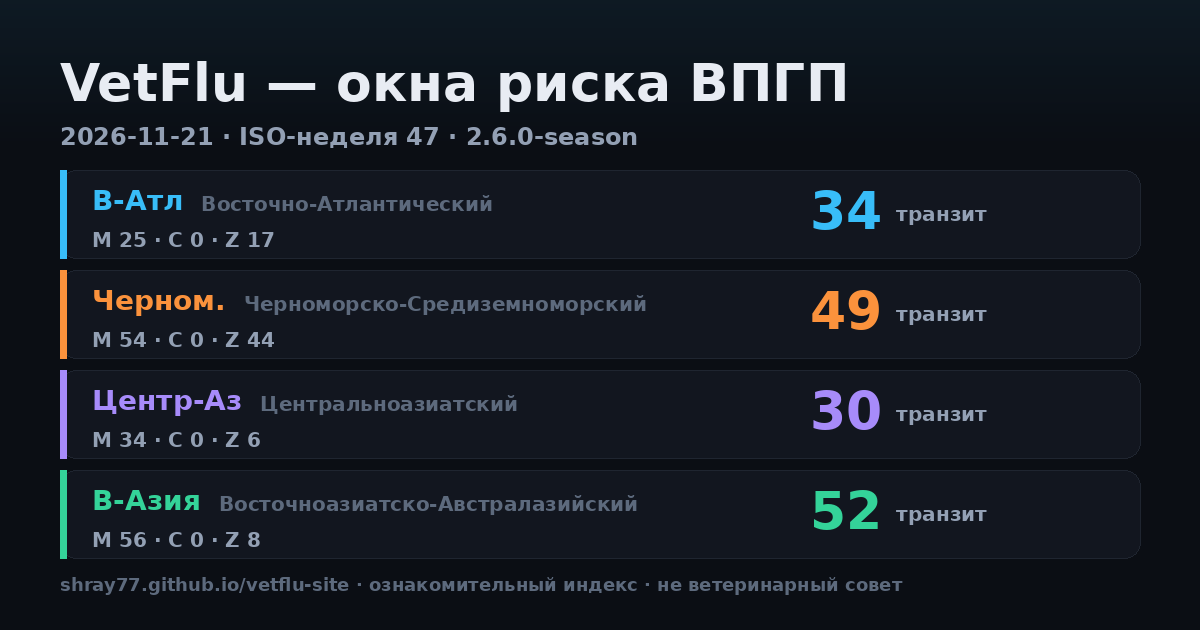 VetFlu — окна риска ВПГП
2026-11-21 · ISO-неделя 47 · 2.6.0-season
В-Атл Восточно-Атлантический
34 транзит
M 25 · C 0 · Z 17
Черном. Черноморско-Средиземноморский
49 транзит
M 54 · C 0 · Z 44
Центр-Аз Центральноазиатский
30 транзит
M 34 · C 0 · Z 6
В-Азия Восточноазиатско-Австралазийский
52 транзит
M 56 · C 0 · Z 8
shray77.github.io/vetflu-site · ознакомительный индекс · не ветеринарный совет